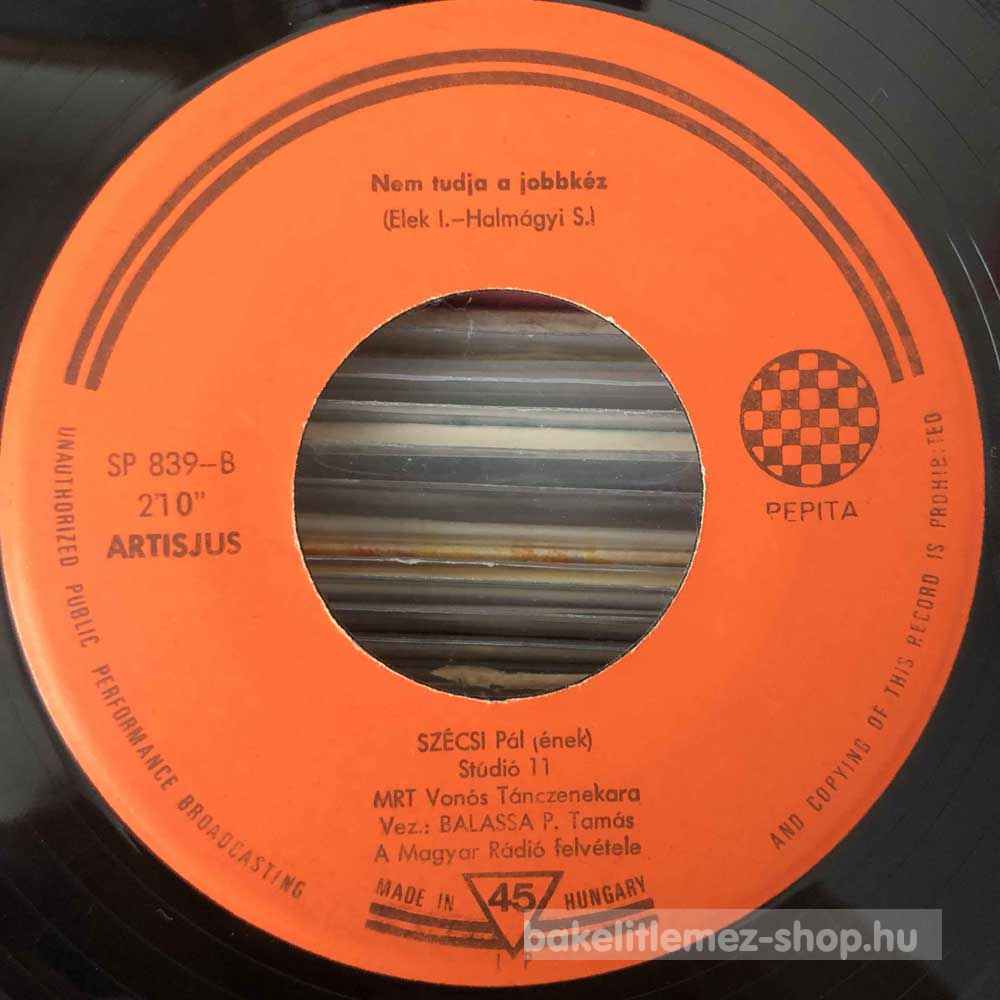 Nem tudja a jobbkéz
(Elek I.–Halmágyi S.)
SP 839–B
2'10"
ARTISJUS
PEPITA
SZÉCSI Pál (ének)
Stúdió 11
MRT Vonós Tánczenekara
Vez.: BALASSA P. Tamás
A Magyar Rádió felvétele
MADE IN 45 HUNGARY
UNAUTHORIZED PUBLIC PERFORMANCE BROADCASTING
AND COPYING OF THIS RECORD IS PROHIBITED
bakelitlemez-shop.hu